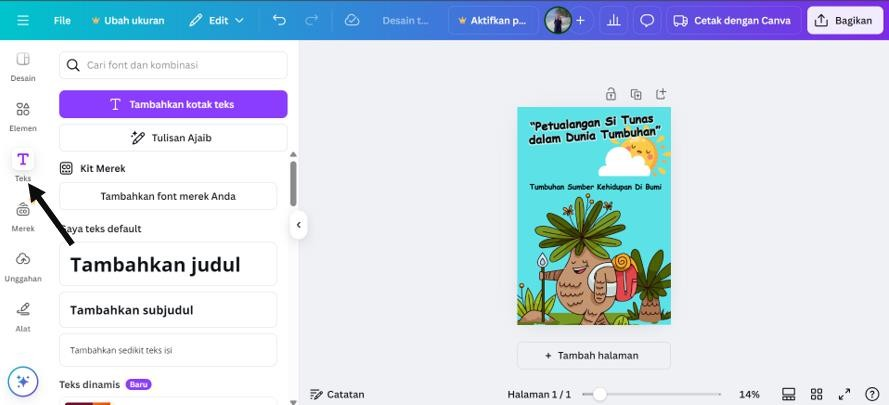 File
Ubah ukuran
Edit
Desain t...
Aktifkan p...
Cetak dengan Canva
Bagikan
Desain
Elemen
Teks
Merek
Unggahan
Alat
Cari font dan kombinasi
Tambahkan kotak teks
Tulisan Ajaib
Kit Merek
Tambahkan font merek Anda
Gaya teks default
Tambahkan judul
Tambahkan subjudul
Tambahkan sedikit teks isi
Teks dinamis
Baru
"Petualangan Si Tunas
dalam Dunia Tumbuhan"
Tumbuhan Sumber Kehidupan Di Bumi
+ Tambah halaman
Catatan
Halaman 1 / 1
14%